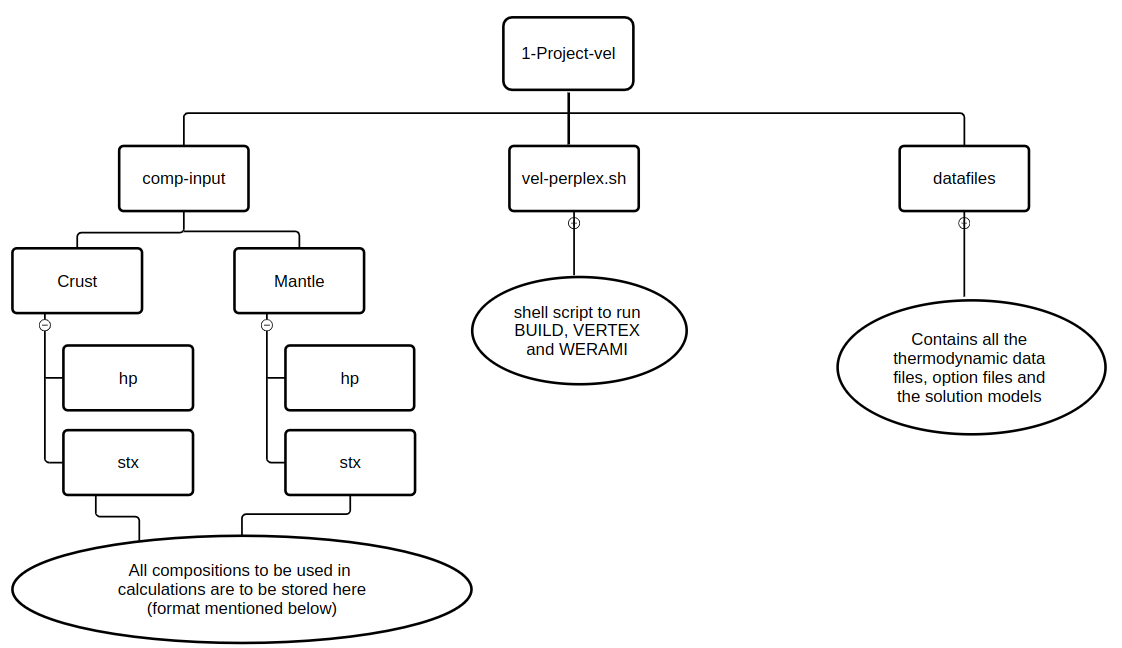 1-Project-vel
comp-input
vel-perplex.sh
datafiles
Crust
Mantle
hp
hp
stx
stx
shell script to run
BUILD, VERTEX
and WERAMI
Contains all the
thermodynamic data
files, option files and
the solution models
All compositions to be used in
calculations are to be stored here
(format mentioned below)